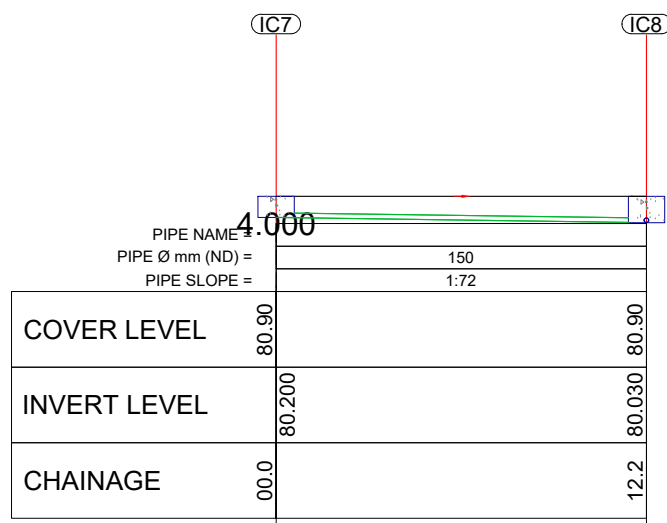 IC7 IC8
4.000
PIPE NAME =
PIPE Ø mm (ND) = 150
PIPE SLOPE = 1:72
COVER LEVEL 80.90 80.90
INVERT LEVEL 80.200 80.030
CHAINAGE 00.0 12.2